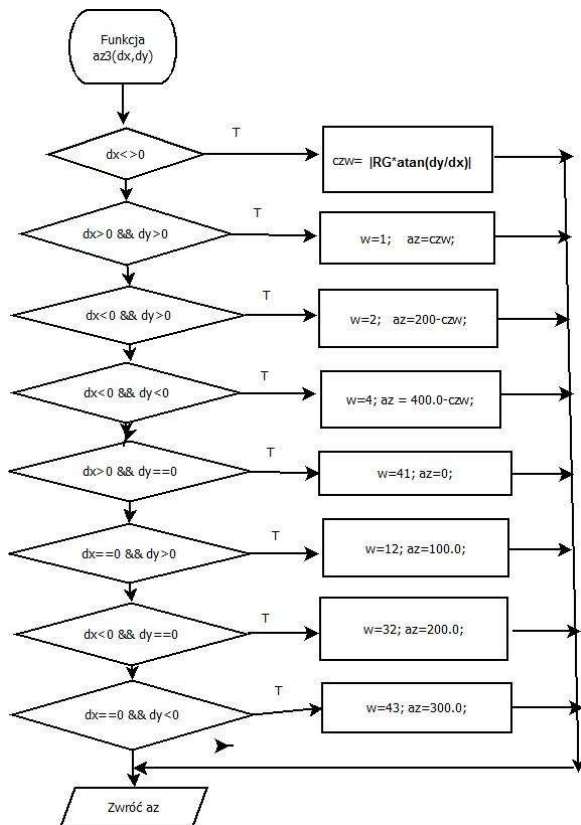 Funkcja
az3(dx,dy)
T
dx<>0
czw= |RG*atan(dy/dx)|
T
dx>0 && dy>0
w=1; az=czw;
T
dx<0 && dy>0
w=2; az=200-czw;
T
dx<0 && dy<0
w=4; az = 400.0-czw;
T
dx>0 && dy==0
w=41; az=0;
T
dx==0 && dy>0
w=12; az=100.0;
T
dx<0 && dy==0
w=32; az=200.0;
T
dx==0 && dy<0
w=43; az=300.0;
Zwróć az